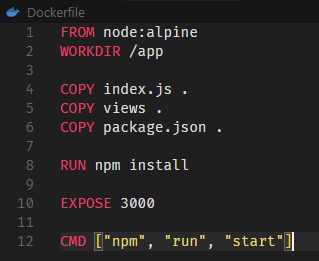 Dockerfile
1 FROM node:alpine
2 WORKDIR /app
3
4 COPY index.js .
5 COPY views .
6 COPY package.json .
7
8 RUN npm install
9
10 EXPOSE 3000
11
12 CMD ["npm", "run", "start"]